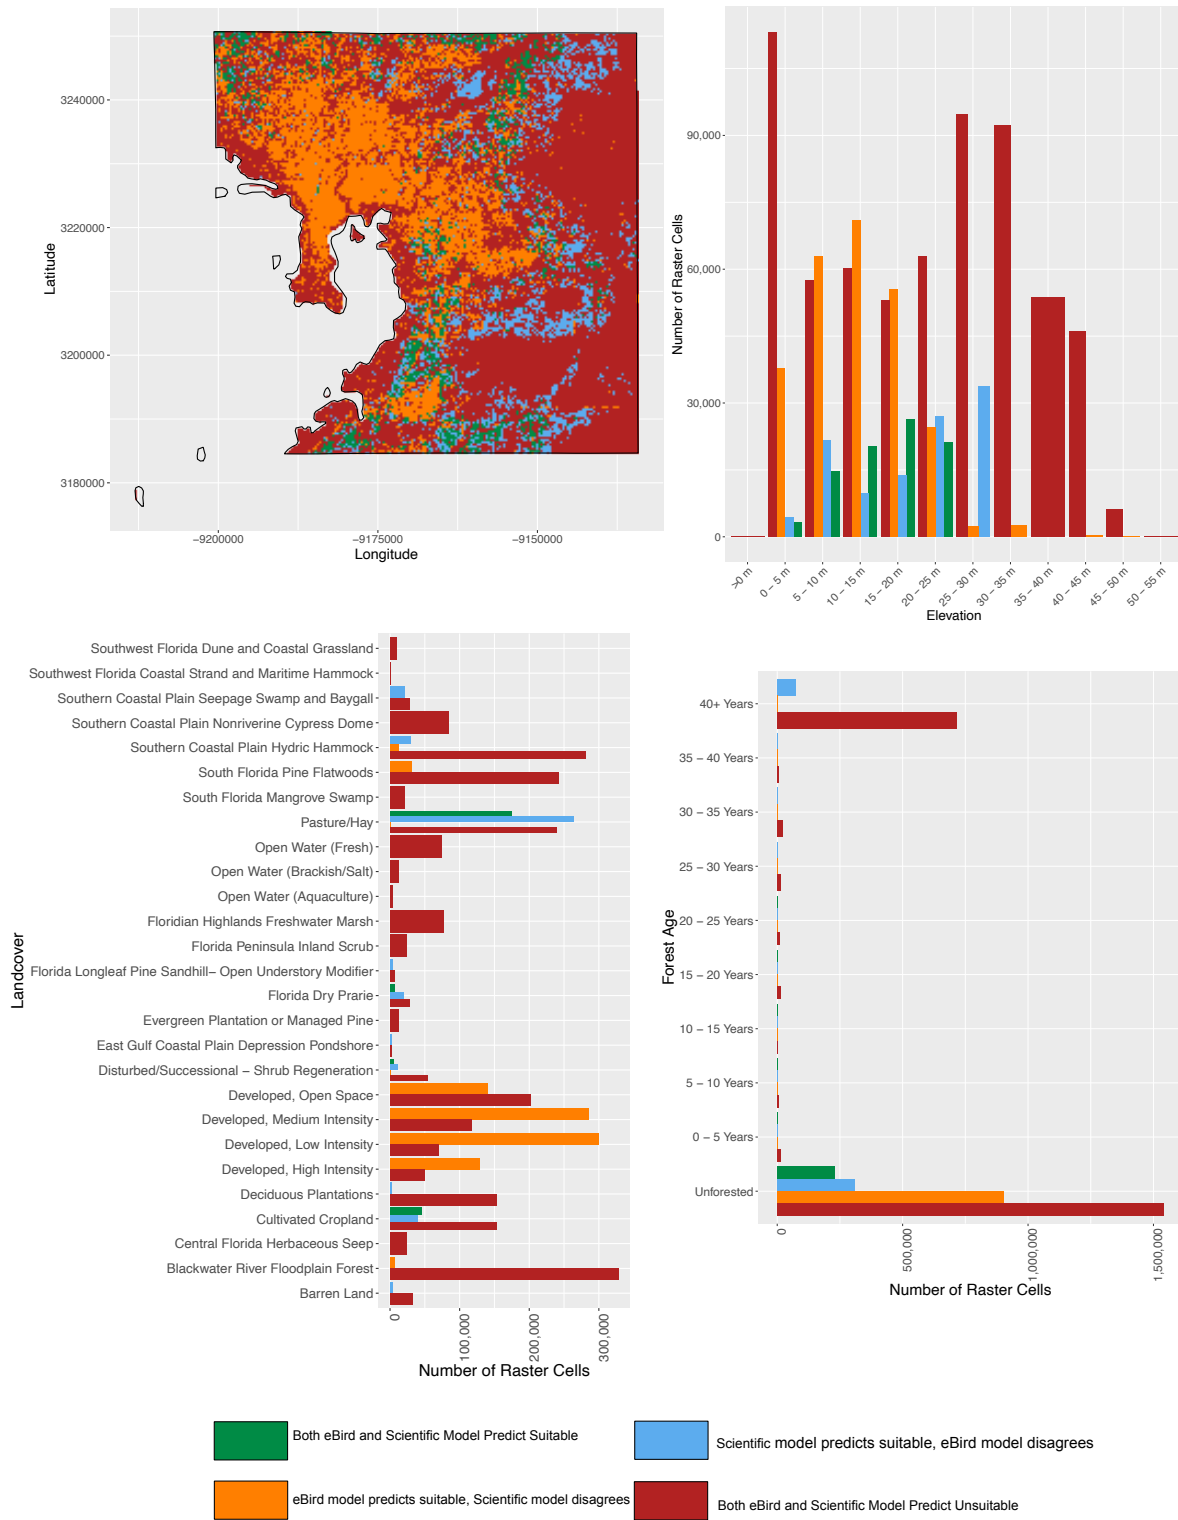 3240000
3220000
3200000
3180000
Latitude
−9200000
−9175000
−9150000
Longitude
90,000
60,000
30,000
0
Number of Raster Cells
>0 m
0 − 5 m
5 − 10 m
10 − 15 m
15 − 20 m
20 − 25 m
25 − 30 m
30 − 35 m
35 − 40 m
40 − 45 m
45 − 50 m
50 − 55 m
Elevation
Southwest Florida Dune and Coastal Grassland
Southwest Florida Coastal Strand and Maritime Hammock
Southern Coastal Plain Seepage Swamp and Baygall
Southern Coastal Plain Nonriverine Cypress Dome
Southern Coastal Plain Hydric Hammock
South Florida Pine Flatwoods
South Florida Mangrove Swamp
Pasture/Hay
Open Water (Fresh)
Open Water (Brackish/Salt)
Open Water (Aquaculture)
Floridian Highlands Freshwater Marsh
Florida Peninsula Inland Scrub
Florida Longleaf Pine Sandhill− Open Understory Modifier
Florida Dry Prarie
Evergreen Plantation or Managed Pine
East Gulf Coastal Plain Depression Pondshore
Disturbed/Successional − Shrub Regeneration
Developed, Open Space
Developed, Medium Intensity
Developed, Low Intensity
Developed, High Intensity
Deciduous Plantations
Cultivated Cropland
Central Florida Herbaceous Seep
Blackwater River Floodplain Forest
Barren Land
Landcover
0
100,000
200,000
300,000
Number of Raster Cells
40+ Years
35 − 40 Years
30 − 35 Years
25 − 30 Years
20 − 25 Years
15 − 20 Years
10 − 15 Years
5 − 10 Years
0 − 5 Years
Unforested
Forest Age
0
500,000
1,000,000
1,500,000
Number of Raster Cells
Both eBird and Scientific Model Predict Suitable
Scientific model predicts suitable, eBird model disagrees
eBird model predicts suitable, Scientific model disagrees
Both eBird and Scientific Model Predict Unsuitable